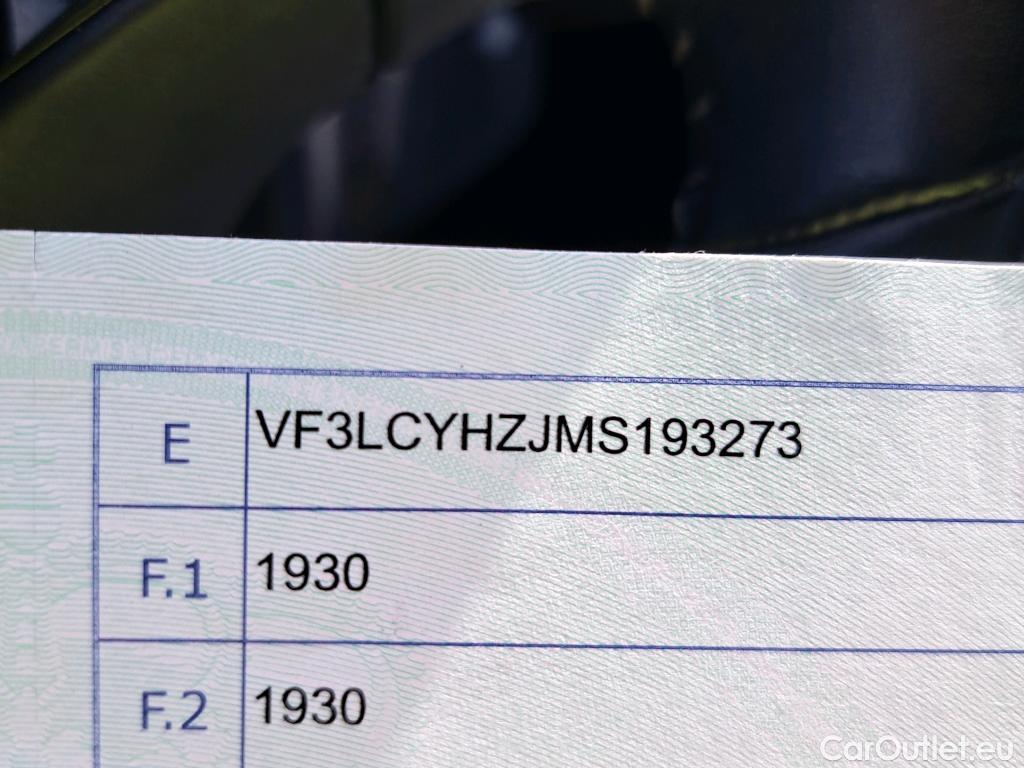 E VF3LCYHZJMS193273
F.1 1930
F.2 1930
CarOutlet.eu